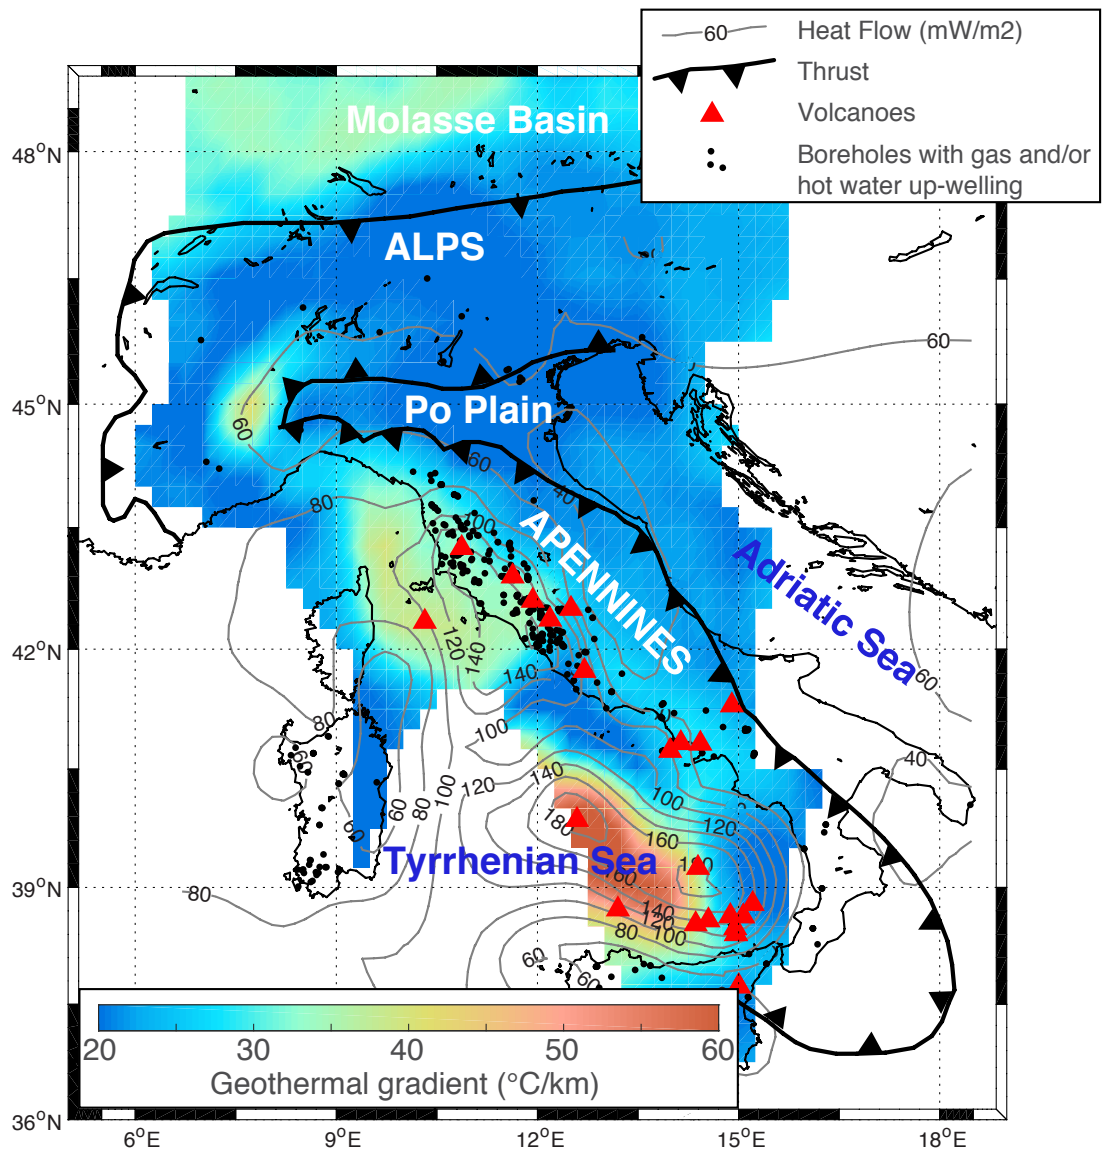 60
Heat Flow (mW/m2)
Thrust
Volcanoes
Boreholes with gas and/or
hot water up-welling
Molasse Basin
48°N
ALPS
60
45°N
Po Plain
60
60
40
80
100
APENNINES
Adriatic Sea
120
140
42°N
140
60
80
100
60
40
140
120
100
100
80
60
60
180
120
160
Tyrrhenian Sea
160
39°N
80
140
120
100
80
60
60
20
30
40
50
60
Geothermal gradient (°C/km)
36°N
6°E
9°E
12°E
15°E
18°E